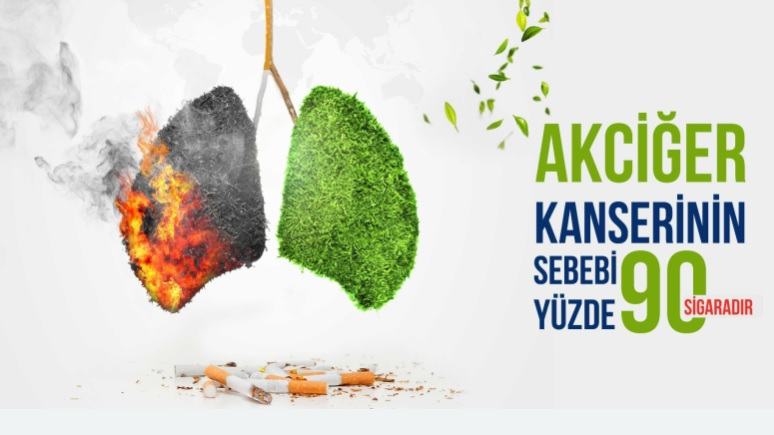 AKCİĞER
KANSERİNİN
SEBEBİ
YÜZDE 90 SİGARADIR